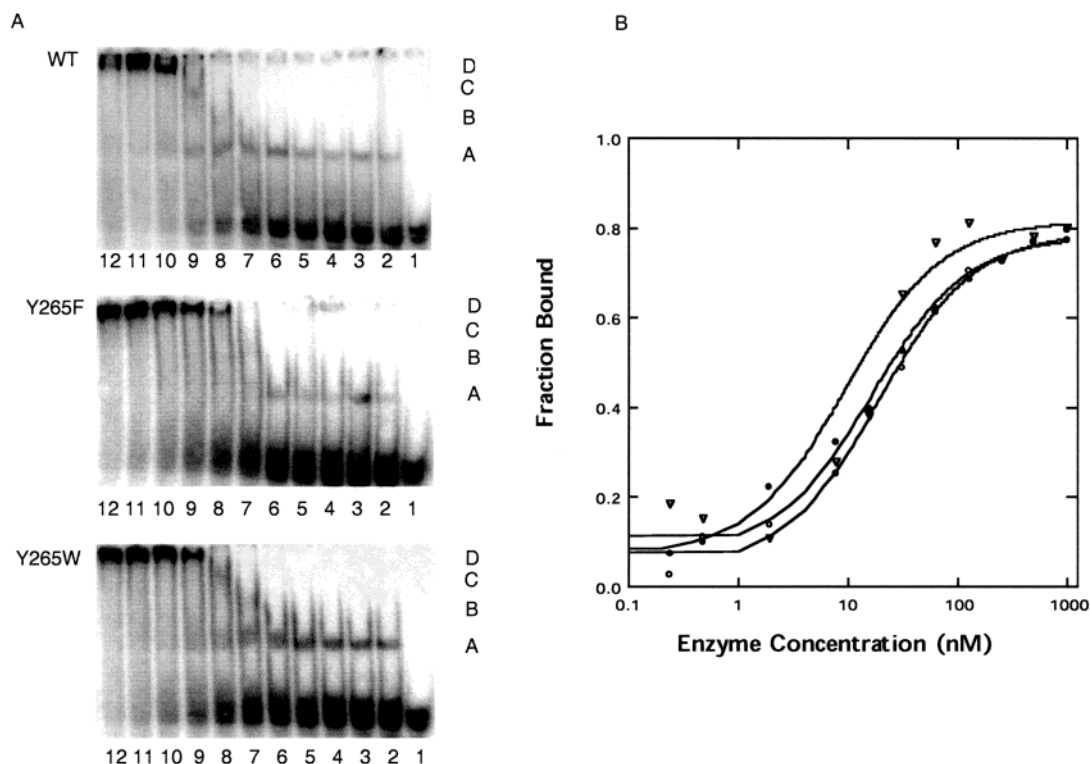 A
B
WT
D
C
B
A
12 11 10 9 8 7 6 5 4 3 2 1
Y265F
D
C
B
A
12 11 10 9 8 7 6 5 4 3 2 1
Y265W
D
C
B
A
12 11 10 9 8 7 6 5 4 3 2 1
Fraction Bound
1.0
0.8
0.6
0.4
0.2
0.0
0.1 1 10 100 1000
Enzyme Concentration (nM)